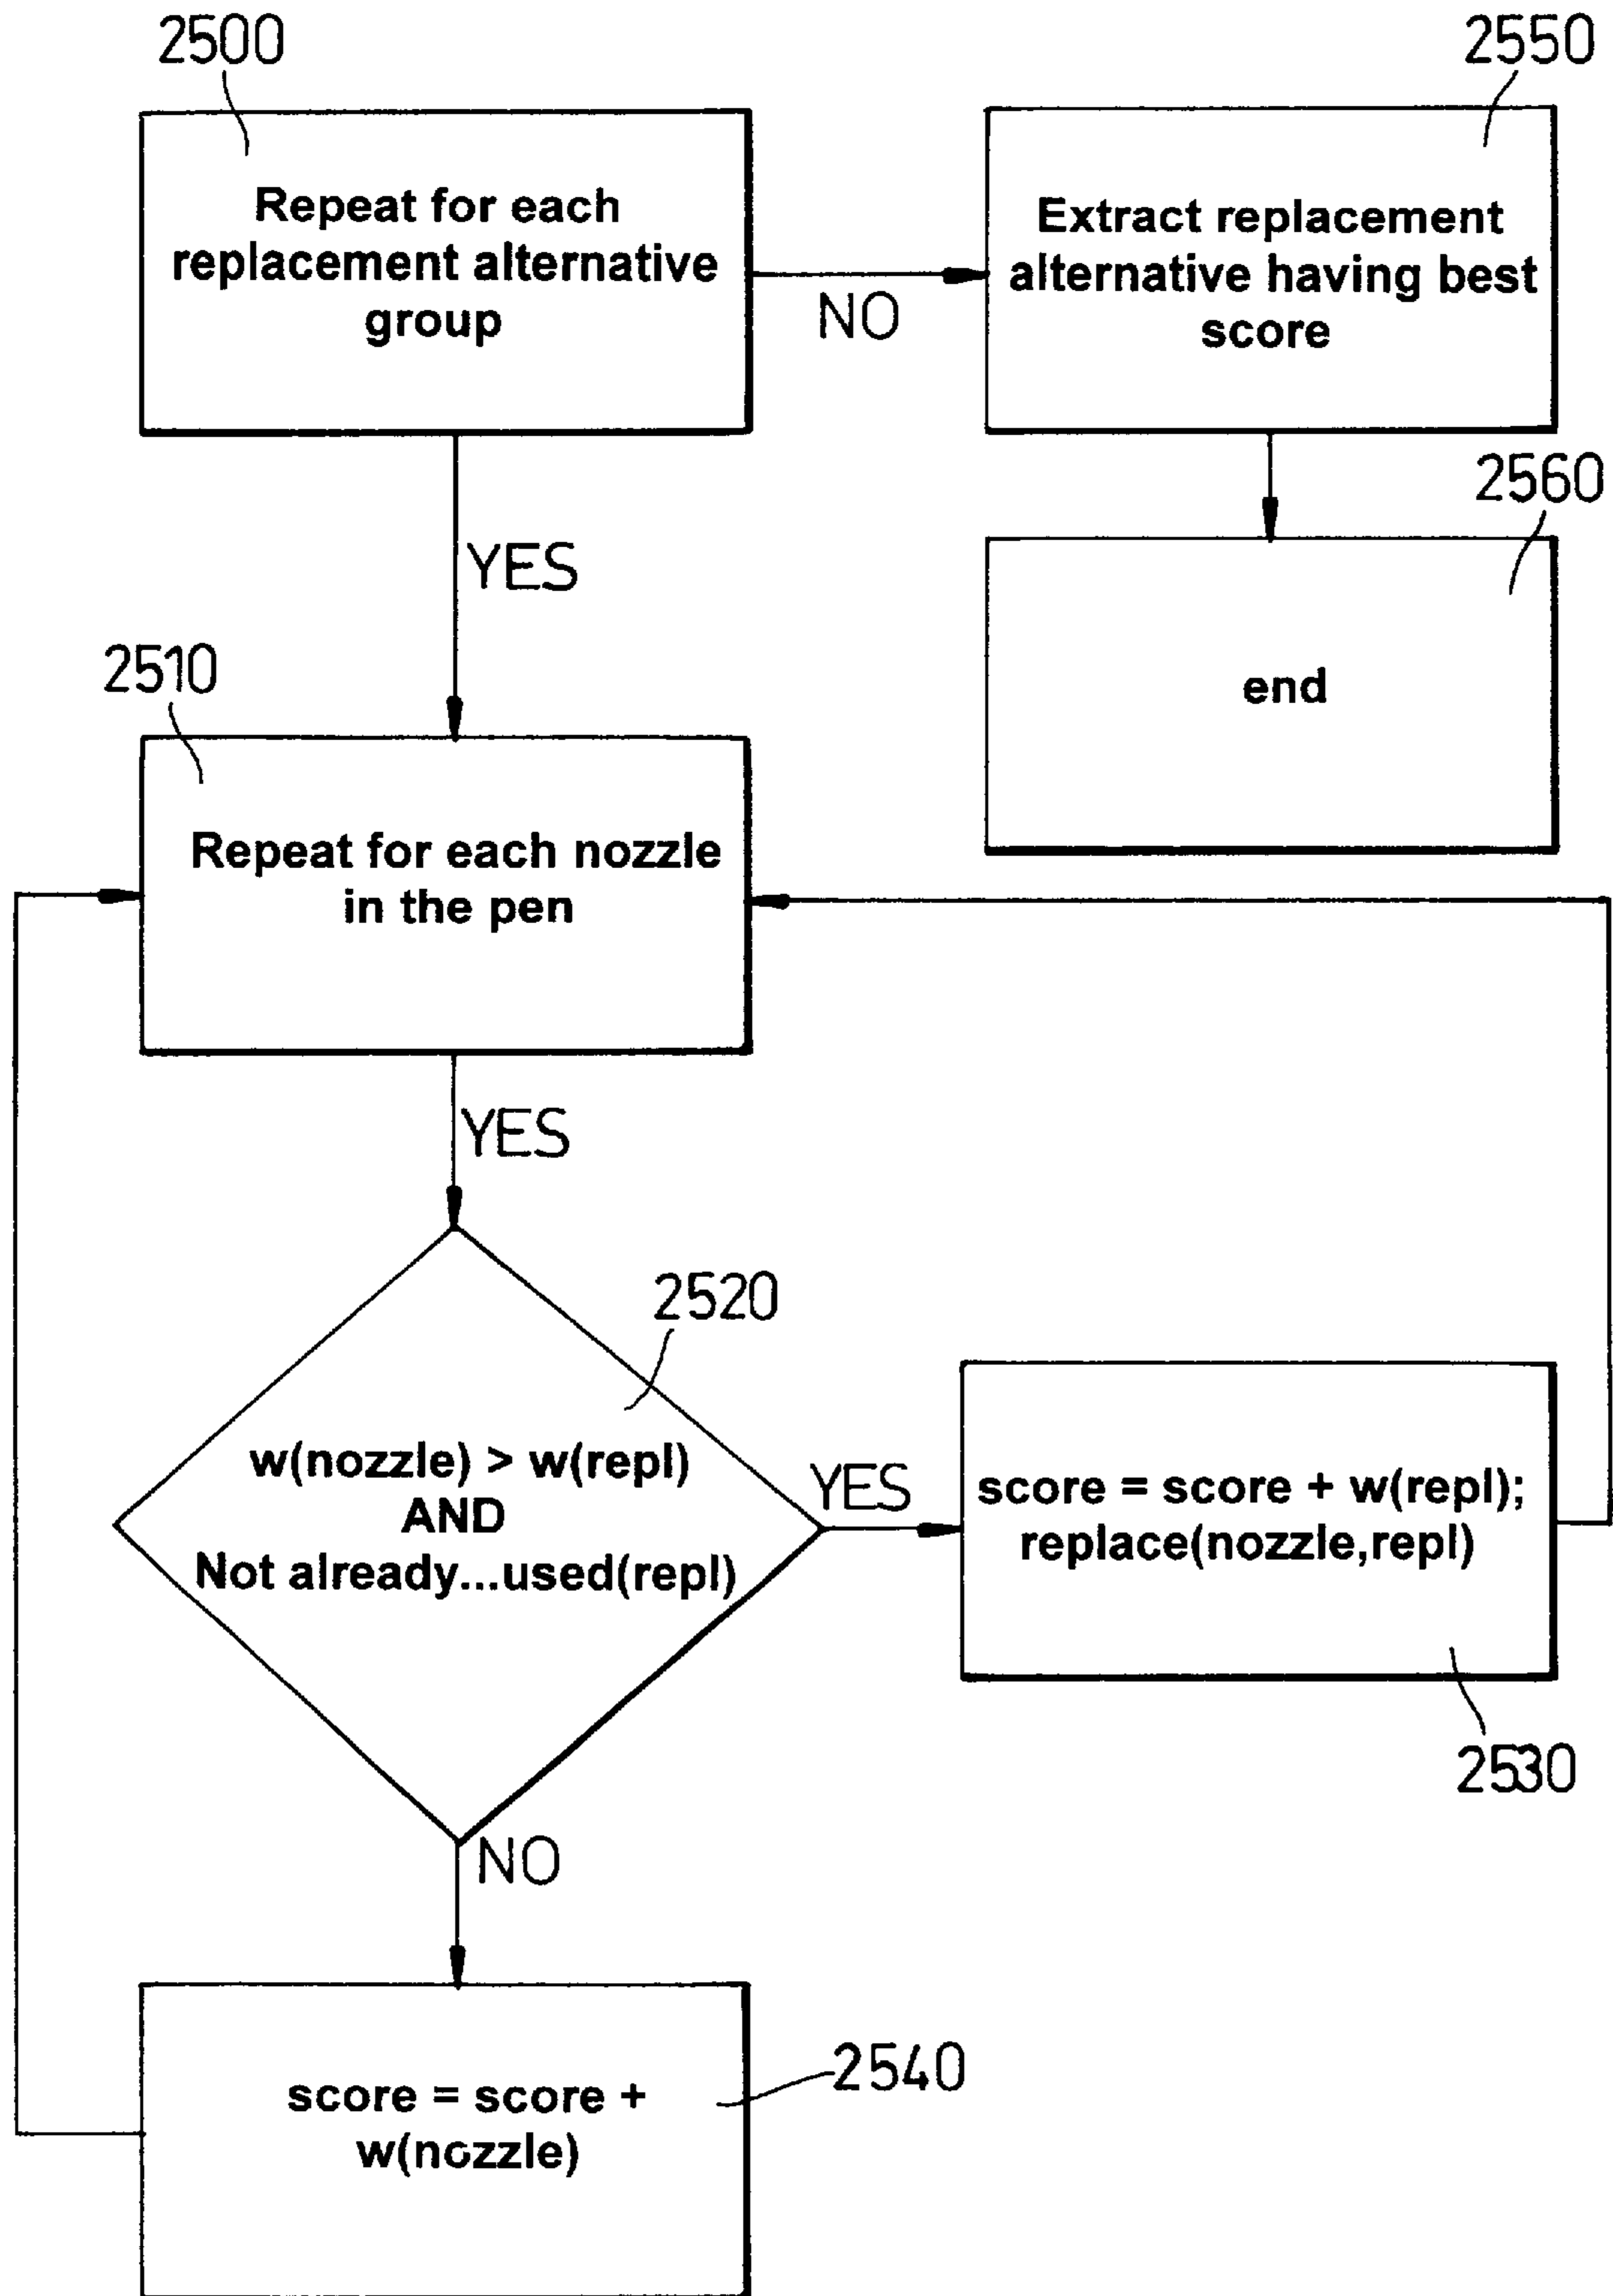 2500
2550
Repeat for each
replacement alternative
group
NO
Extract replacement
alternative having best
score
YES
2560
end
2510
Repeat for each nozzle
in the pen
YES
2520
w(nozzle) > w(repl)
AND
Not already...used(repl)
YES
score = score + w(repl);
replace(nozzle,repl)
2530
NO
2540
score = score +
w(nozzle)